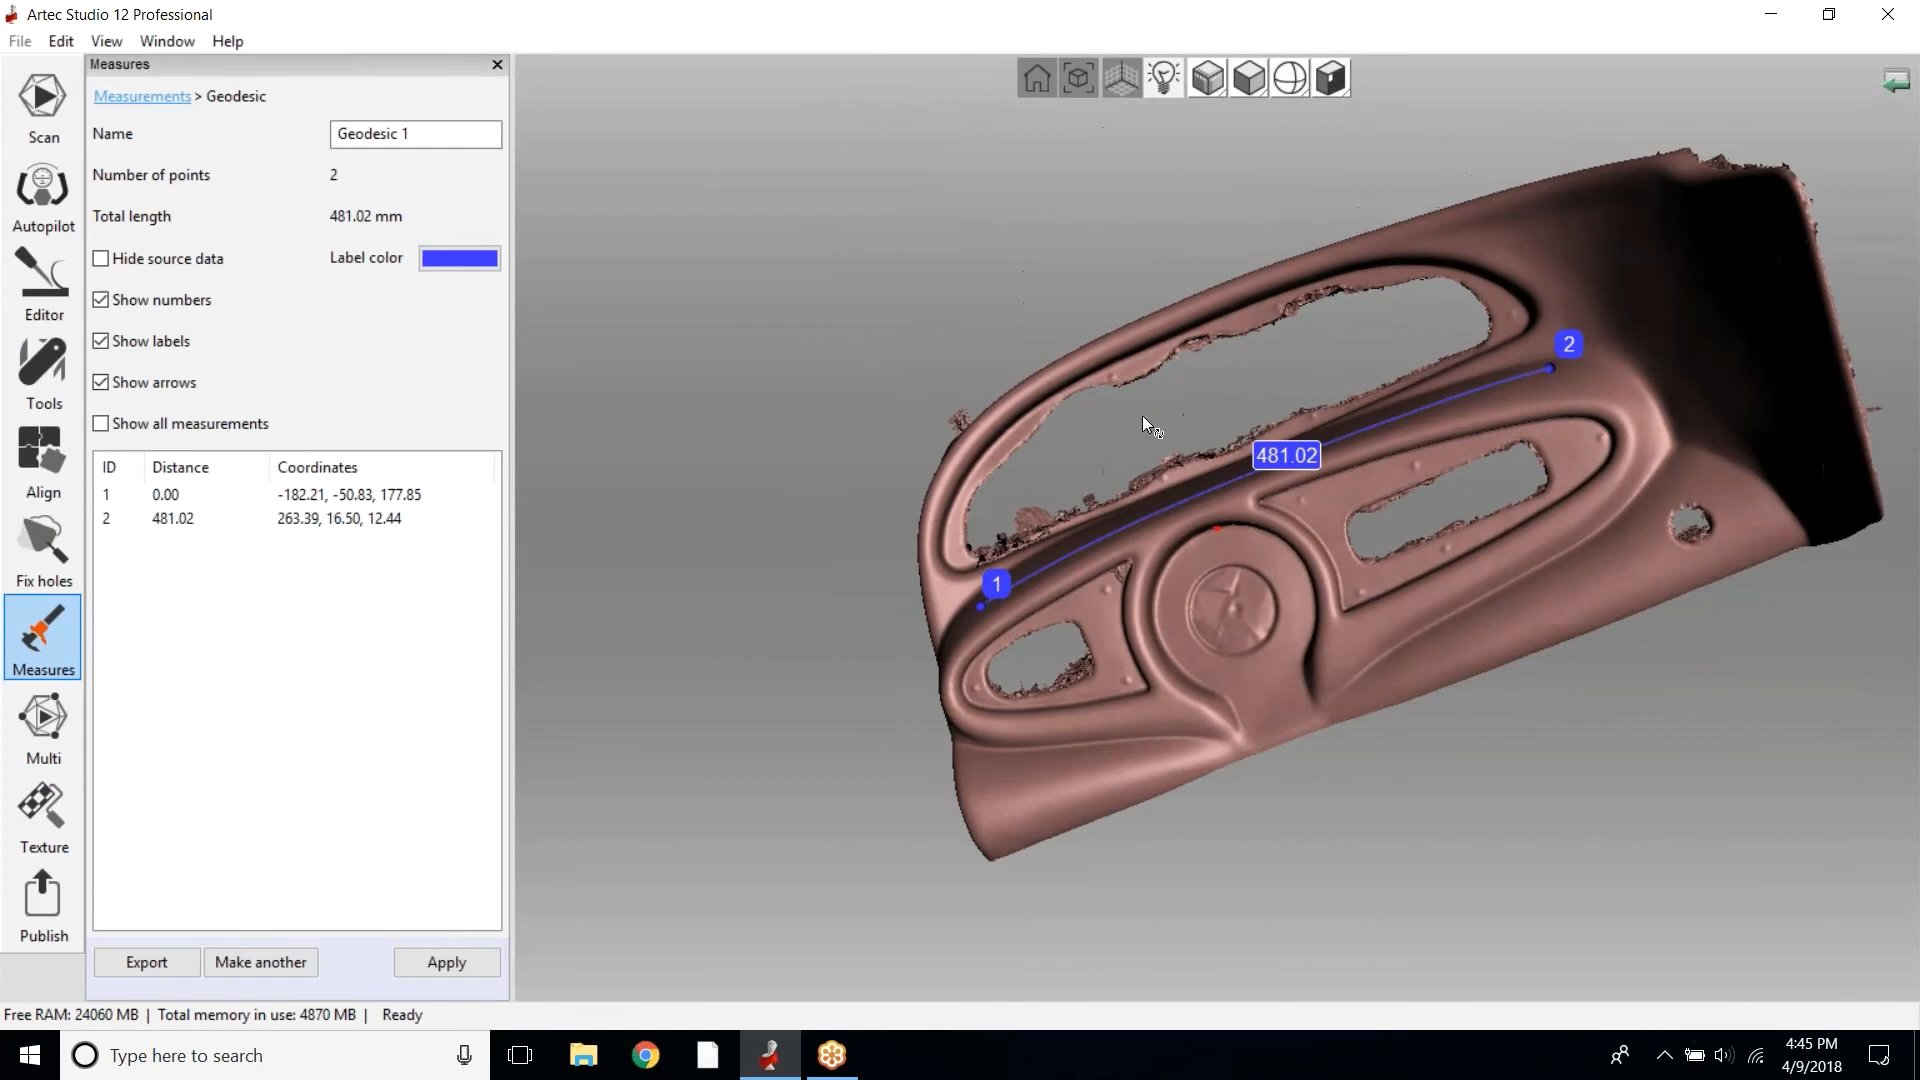 Artec Studio 12 Professional
File Edit View Window Help
Measures
Measurements > Geodesic
Name Geodesic 1
Number of points 2
Total length 481.02 mm
Hide source data Label color
Show numbers
Show labels
Show arrows
Show all measurements
ID Distance Coordinates
1 0.00 -182.21, -50.83, 177.85
2 481.02 263.39, 16.50, 12.44
Export Make another Apply
Scan
Autopilot
Editor
Tools
Align
Fix holes
Measures
Multi
Texture
Publish
2
481.02
1
Free RAM: 24060 MB | Total memory in use: 4870 MB | Ready
Type here to search
4:45 PM
4/9/2018